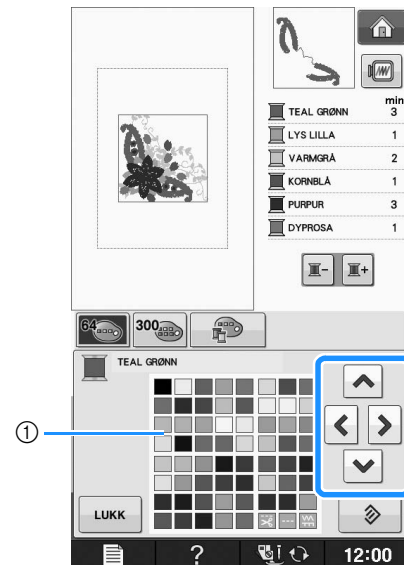 min
TEAL GRØNN 3
LYS LILLA 1
VARMGRÅ 2
KORNBLÅ 1
PURPUR 3
DYPROSA 1
64
300
TEAL GRØNN
①
LUKK
?
12:00